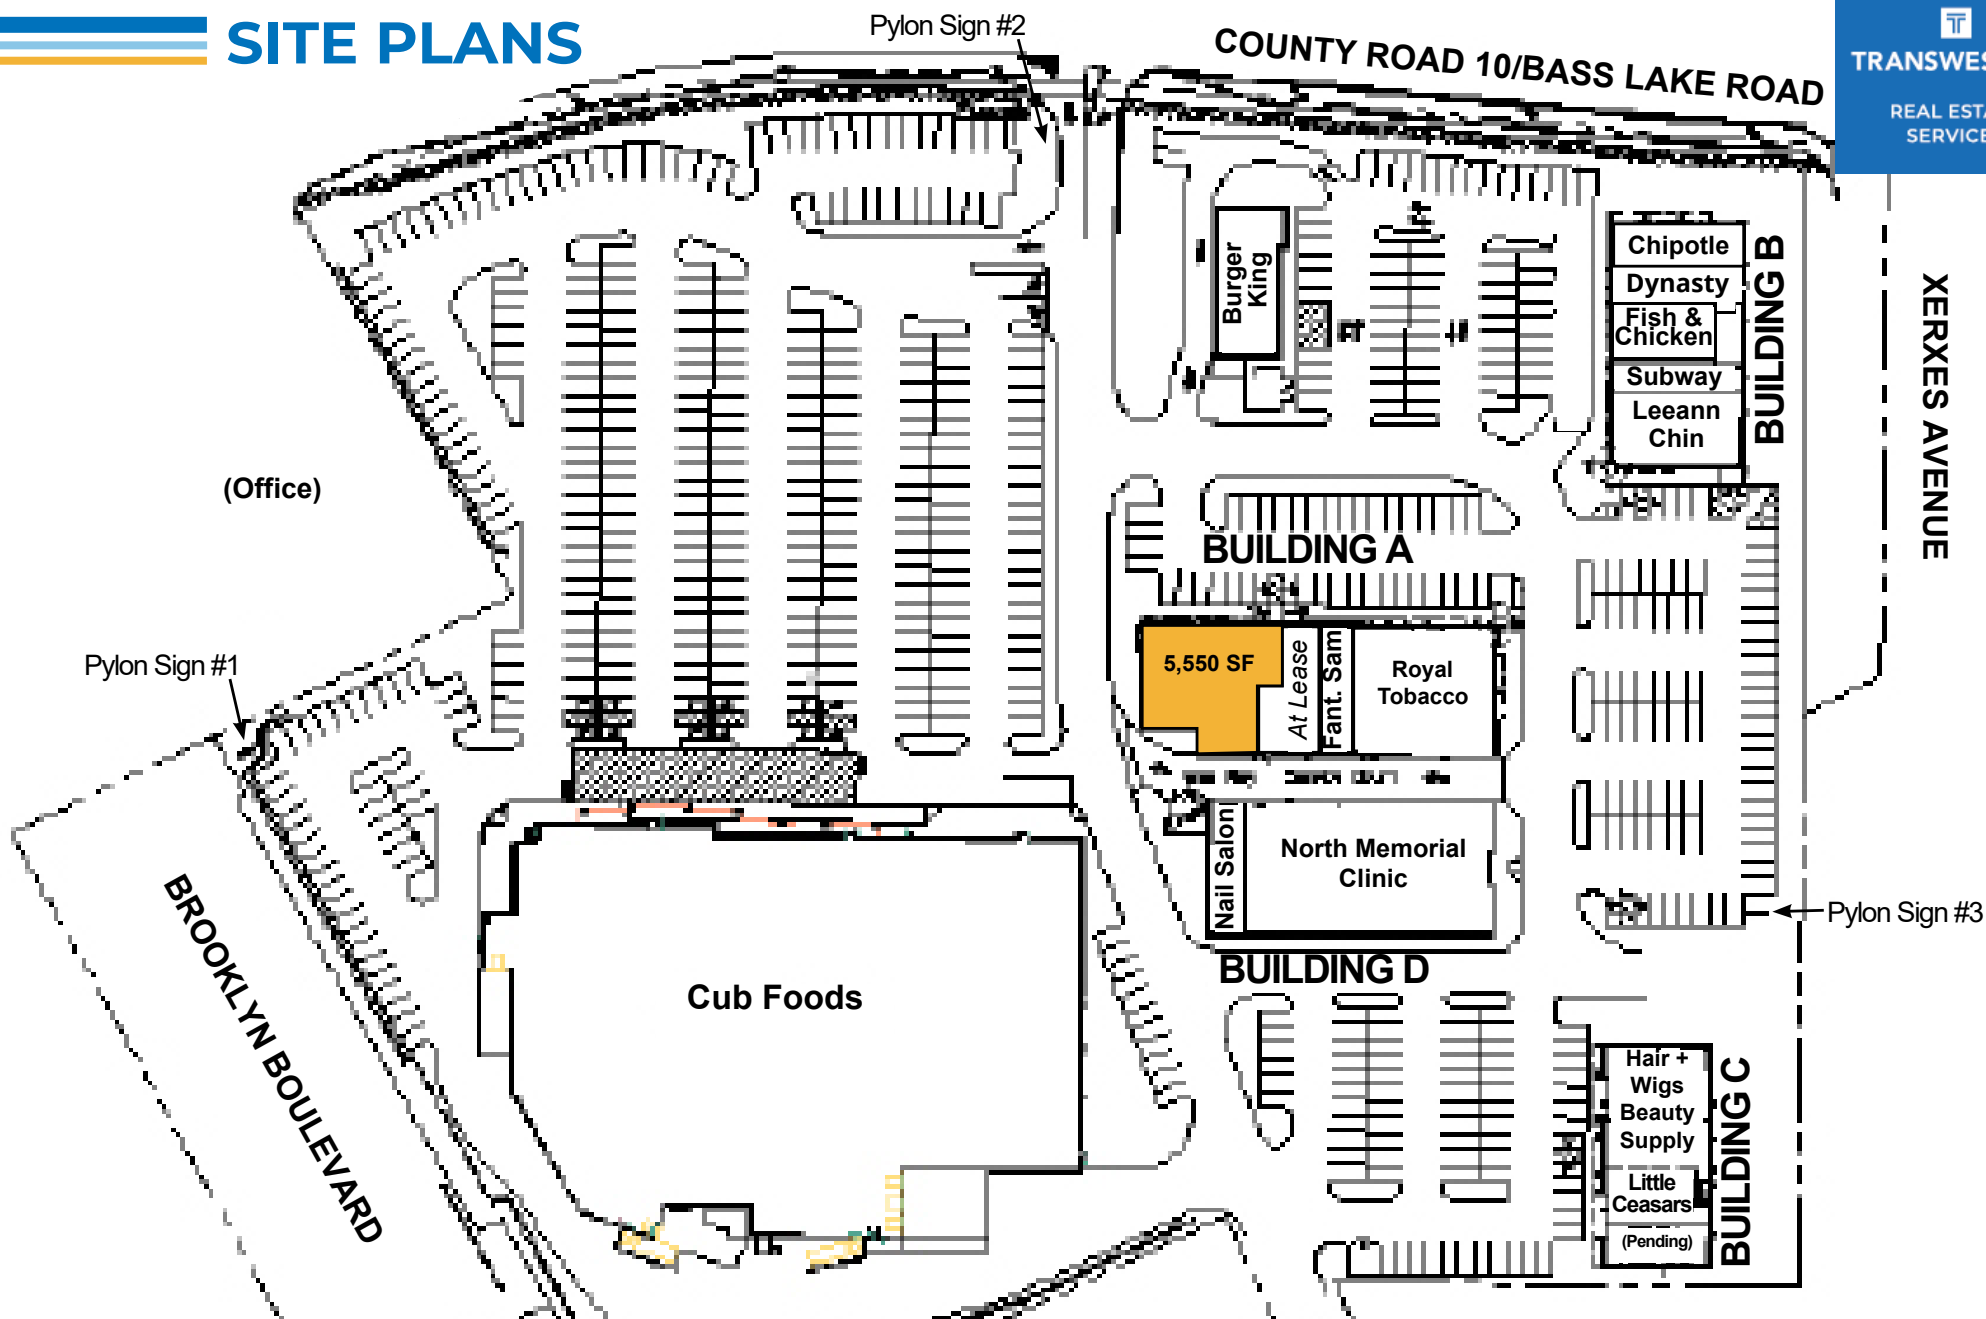 SITE PLANS
Pylon Sign #2
COUNTY ROAD 10/BASS LAKE ROAD
TRANSWES
REAL ESTA
SERVICE
Burger
King
Chipotle
Dynasty
Fish &
Chicken
Subway
Leeann
Chin
BUILDING B
XERXES AVENUE
(Office)
BUILDING A
5,550 SF
At Lease
Fant. Sam
Royal
Tobacco
Pylon Sign #1
Nail Salon
North Memorial
Clinic
Pylon Sign #3
BUILDING D
BROOKLYN BOULEVARD
Cub Foods
Hair +
Wigs
Beauty
Supply
Little
Ceasars
(Pending)
BUILDING C